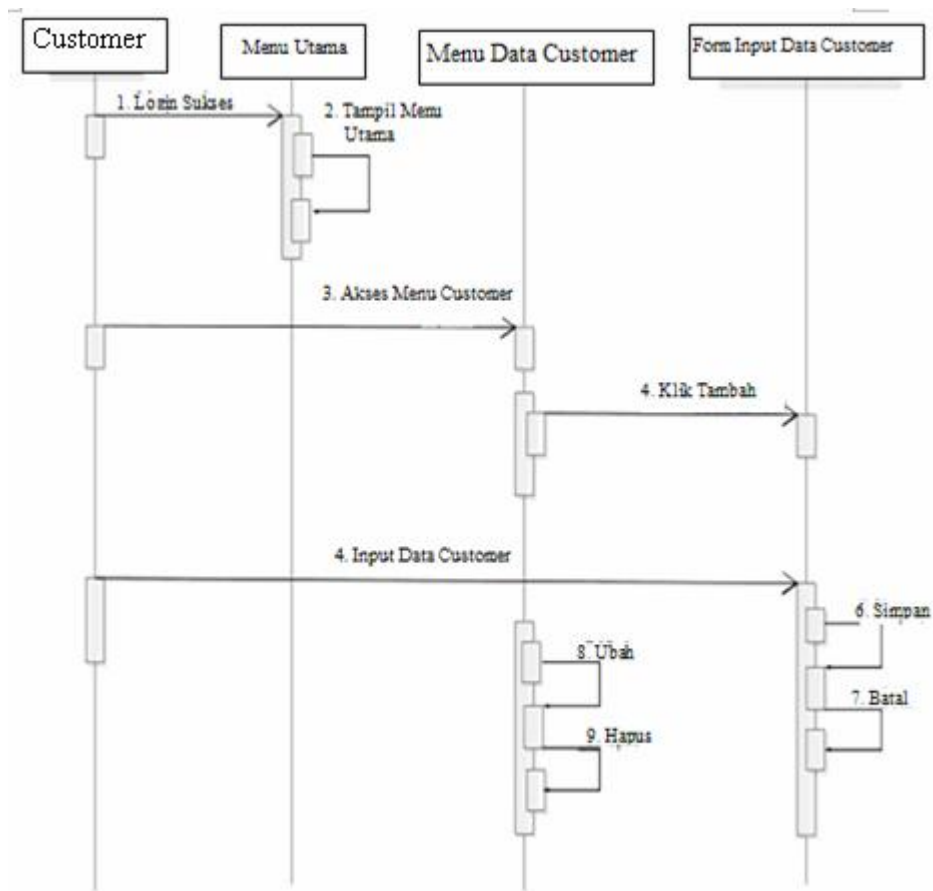 Customer
Menu Utama
Menu Data Customer
Form Input Data Customer
1. Login Sukses
2. Tampil Menu
Utama
3. Akses Menu Customer
4. Klik Tambah
4. Input Data Customer
6. Simpan
8. Ubah
7. Batal
9. Hapus